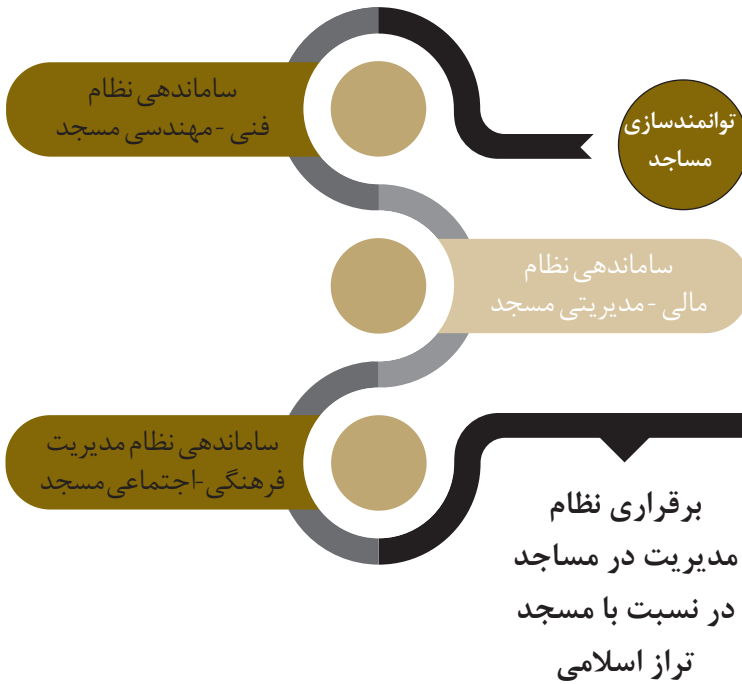 توانمندسازی
مساجد
ساماندهی نظام
فنی - مهندسی مسجد
ساماندهی نظام
مالی - مدیریتی مسجد
ساماندهی نظام مدیریت
فرهنگی-اجتماعی مسجد
برقراری نظام
مدیریت در مساجد
در نسبت با مسجد
تراز اسلامی